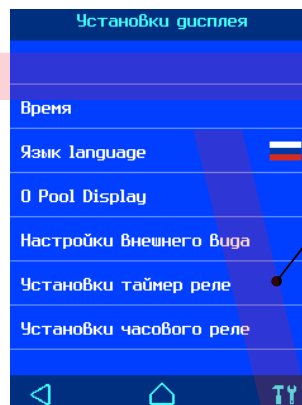 Установки дисплея
Время
Язык language
О Pool Display
Настройки Внешнего Вида
Установки таймер реле
Установки часового реле